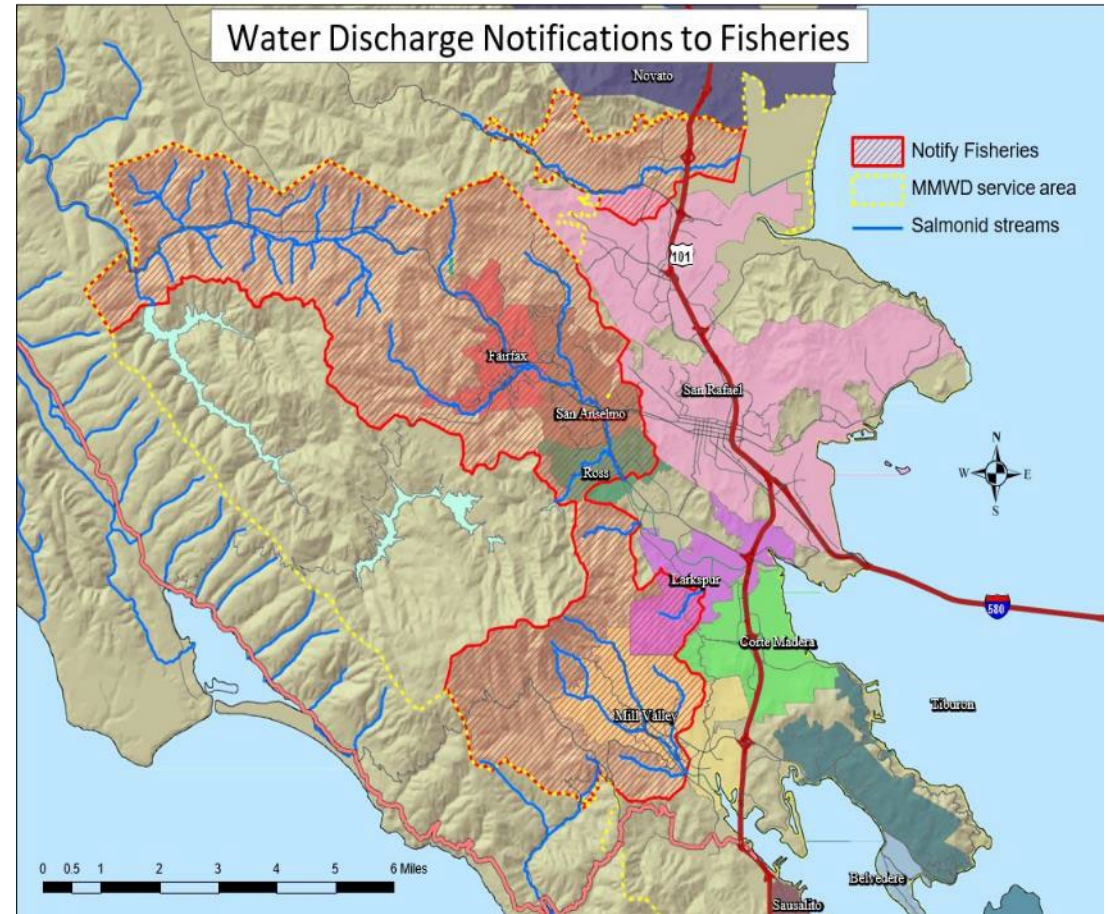 Water Discharge Notifications to Fisheries
Novato
Notify Fisheries
MMWD service area
Salmonid streams
101
Fairfax
San Rafael
San Anselmo
Ross
N
W E
S
Larkspur
580
Corte Madera
Tiburon
Mill Valley
0 0.5 1 2 3 4 5 6 Miles
Belvedere
Sausalito